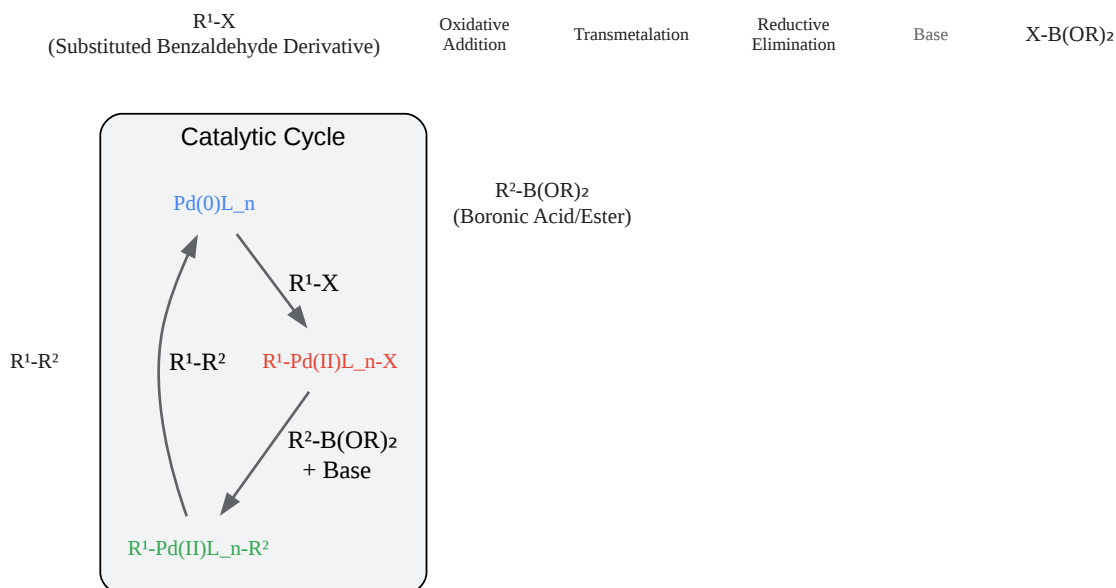 R¹-X
(Substituted Benzaldehyde Derivative)
Oxidative
Addition
Transmetalation
Reductive
Elimination
Base
X-B(OR)₂
Catalytic Cycle
Pd(0)L_n
R²-B(OR)₂
(Boronic Acid/Ester)
R¹-X
R¹-R²
R¹-R²
R¹-Pd(II)L_n-X
R²-B(OR)₂
+ Base
R¹-Pd(II)L_n-R²